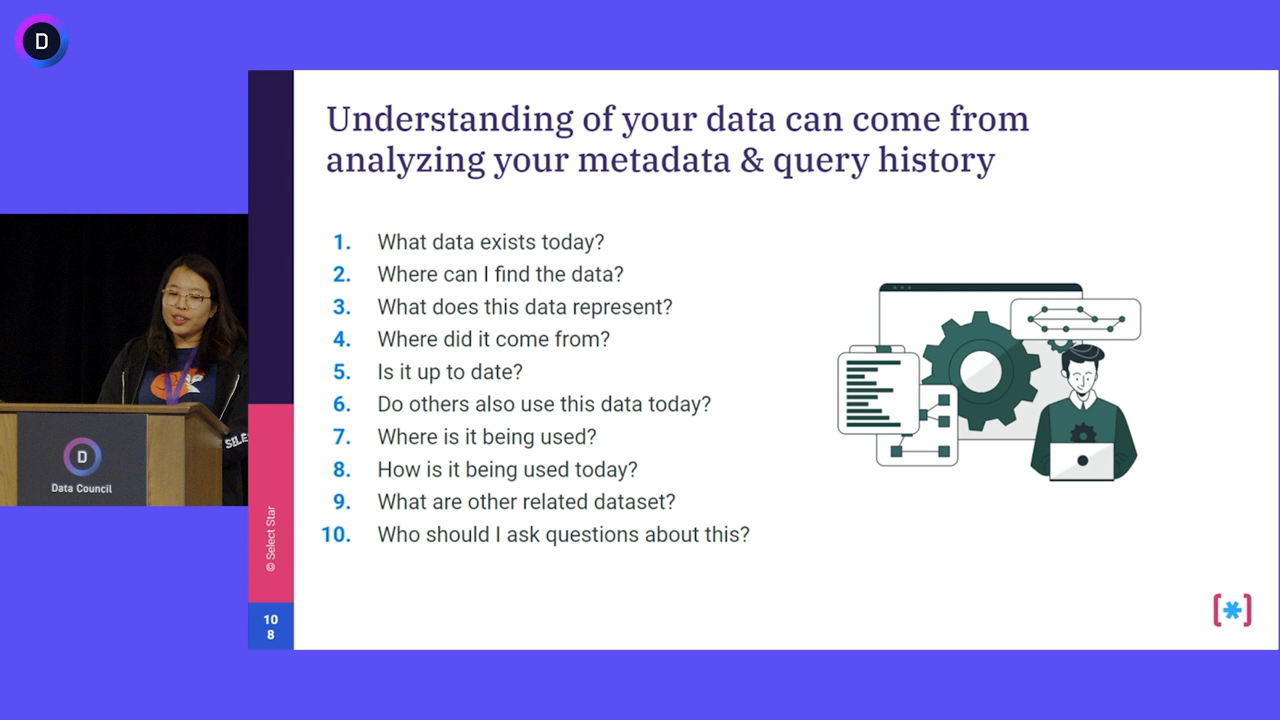 D
Understanding of your data can come from
analyzing your metadata & query history
1. What data exists today?
2. Where can I find the data?
3. What does this data represent?
4. Where did it come from?
5. Is it up to date?
6. Do others also use this data today?
7. Where is it being used?
8. How is it being used today?
9. What are other related dataset?
10. Who should I ask questions about this?
© Select Star
10
8
[*]
D
Data Council
SELE